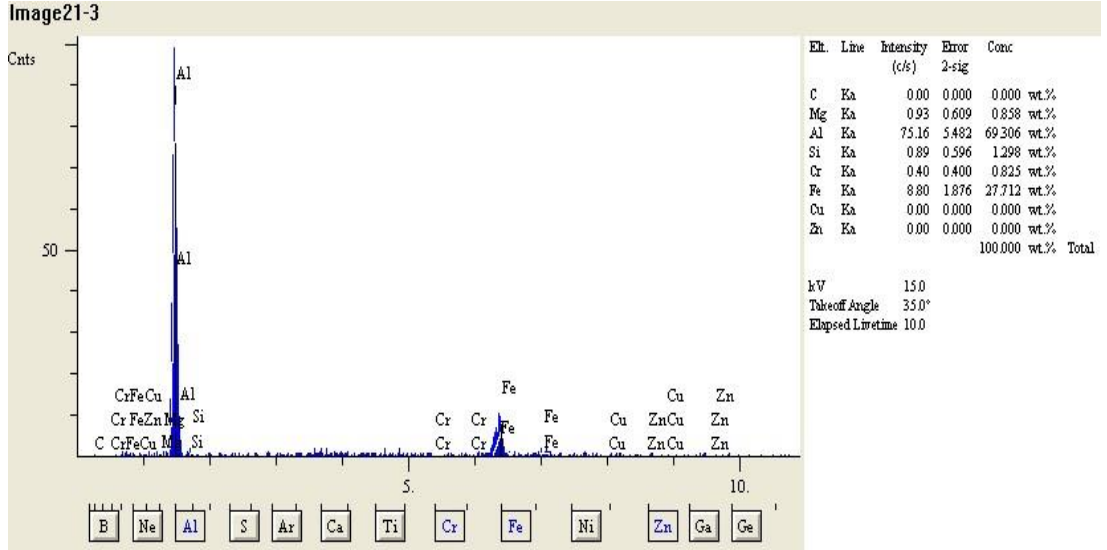 Image21-3
Cnts
50
Al
Al
CrFeCu Al
Cr FeZn Mg Si
C CrFeCu Si
Cr Cr
Cr Cr
Fe
Fe
Fe
Fe
Cu Zn
Cu ZnCu Zn
Cu ZnCu Zn
5. 10.
B Ne Al S Ar Ca Ti Cr Fe Ni Zn Ga Ge
Elt. Line Intensity Error Conc
(c/s) 2-sig
C Ka 0.00 0.000 0.000 wt.%
Mg Ka 0.93 0.609 0.858 wt.%
Al Ka 75.16 5.482 69.306 wt.%
Si Ka 0.89 0.596 1.298 wt.%
Cr Ka 0.40 0.400 0.825 wt.%
Fe Ka 8.80 1.876 27.712 wt.%
Cu Ka 0.00 0.000 0.000 wt.%
Zn Ka 0.00 0.000 0.000 wt.%
100.000 wt.% Total
kV 15.0
Takeoff Angle 35.0°
Elapsed Livetime 10.0